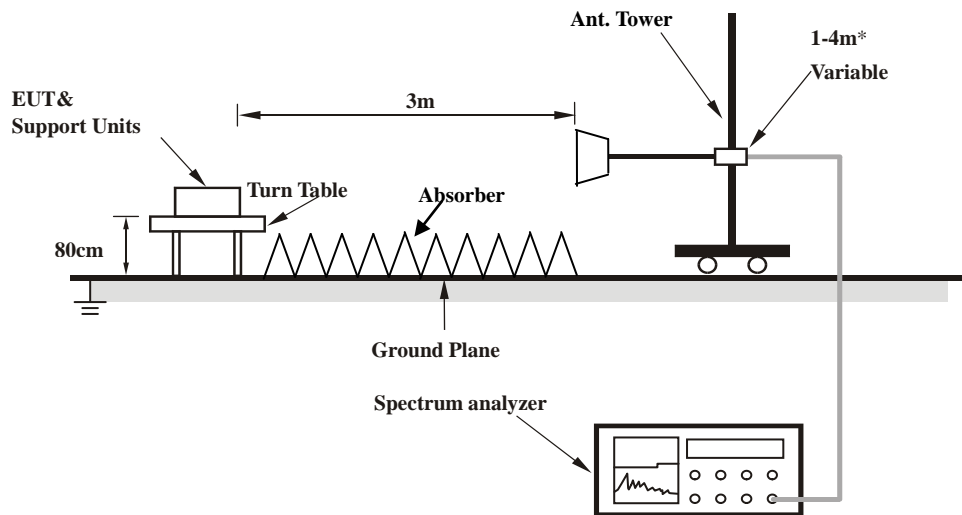 Ant. Tower
1-4m*
Variable
EUT&
Support Units
3m
Turn Table
Absorber
80cm
Ground Plane
Spectrum analyzer